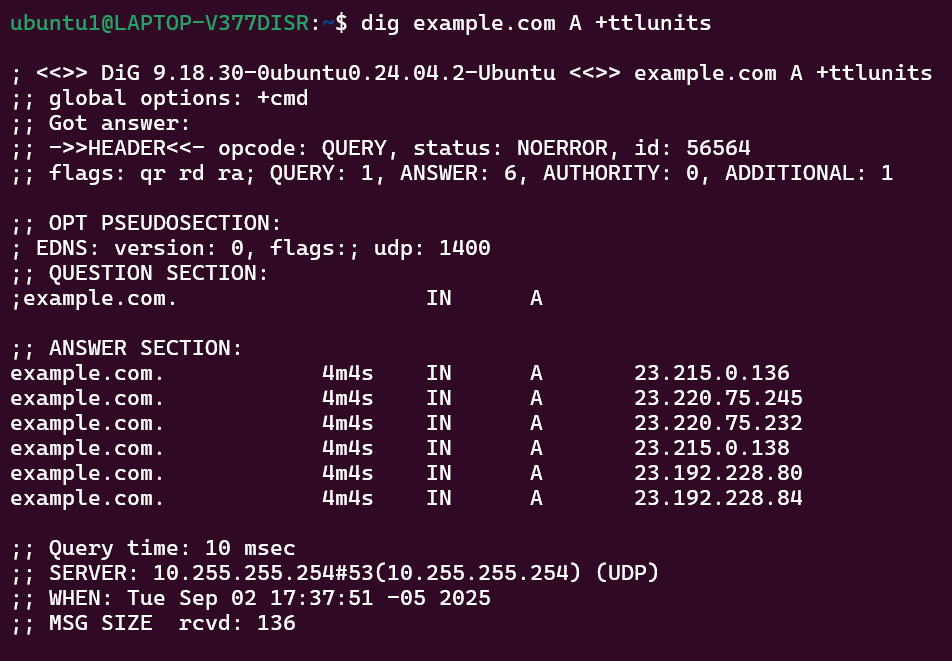 ubuntu1@LAPTOP-V377DISR:~$ dig example.com A +ttlunits

; <<>> DiG 9.18.30-0ubuntu0.24.04.2-Ubuntu <<>> example.com A +ttlunits
;; global options: +cmd
;; Got answer:
;; ->>HEADER<<- opcode: QUERY, status: NOERROR, id: 56564
;; flags: qr rd ra; QUERY: 1, ANSWER: 6, AUTHORITY: 0, ADDITIONAL: 1

;; OPT PSEUDOSECTION:
; EDNS: version: 0, flags:; udp: 1400
;; QUESTION SECTION:
;example.com.                   IN      A

;; ANSWER SECTION:
example.com.            4m4s    IN      A       23.215.0.136
example.com.            4m4s    IN      A       23.220.75.245
example.com.            4m4s    IN      A       23.220.75.232
example.com.            4m4s    IN      A       23.215.0.138
example.com.            4m4s    IN      A       23.192.228.80
example.com.            4m4s    IN      A       23.192.228.84

;; Query time: 10 msec
;; SERVER: 10.255.255.254#53(10.255.255.254) (UDP)
;; WHEN: Tue Sep 02 17:37:51 -05 2025
;; MSG SIZE  rcvd: 136